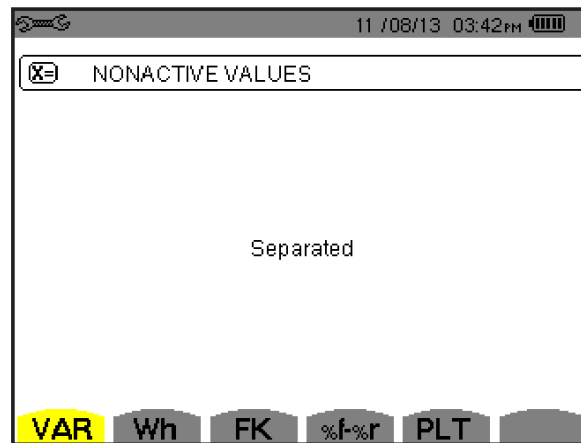 11 /08/13 03:42PM
X= NONACTIVE VALUES
Separated
VAR Wh FK %f-%r PLT